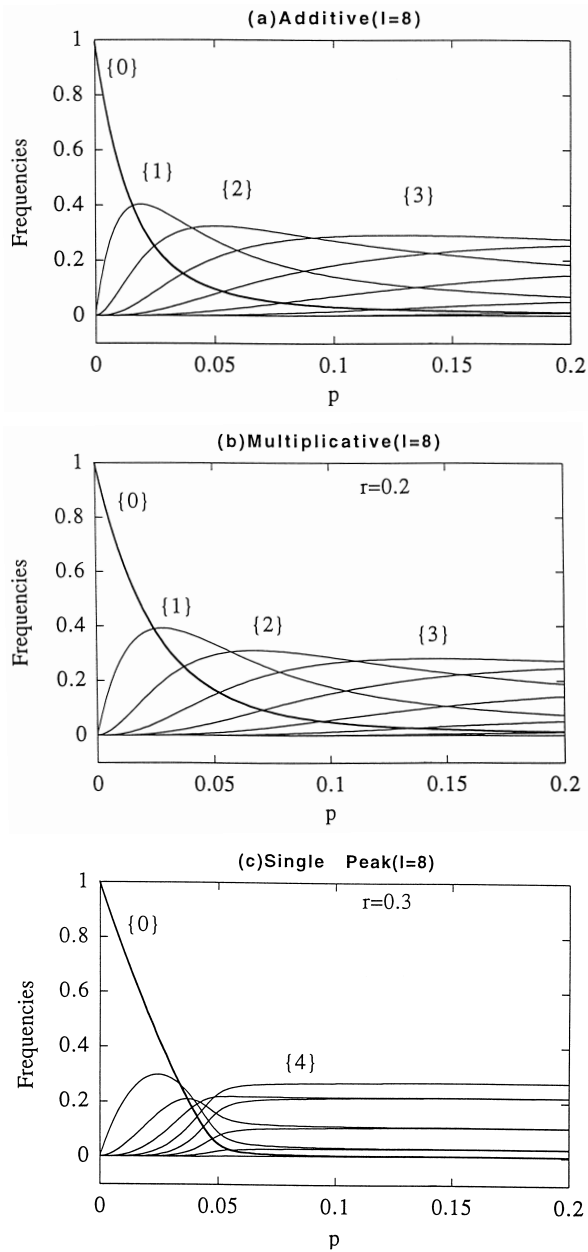 (a)Additive(l=8)
1
{0}
0.8
0.6
{1}
{2}
{3}
0.4
0.2
0
Frequencies
0 0.05 0.1 0.15 0.2
p
(b)Multiplicative(l=8)
1
r=0.2
{0}
0.8
0.6
{1}
{2}
{3}
0.4
0.2
0
Frequencies
0 0.05 0.1 0.15 0.2
p
(c)Single Peak(l=8)
1
r=0.3
{0}
0.8
0.6
0.4
{4}
0.2
0
Frequencies
0 0.05 0.1 0.15 0.2
p